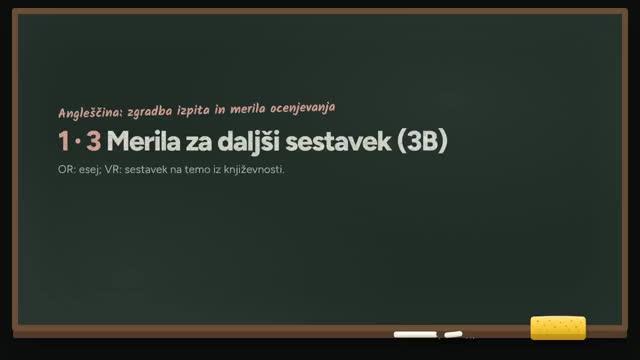 Angleščina: zgradba izpita in merila ocenjevanja
1 · 3 Merila za daljši sestavek (3B)
OR: esej; VR: sestavek na temo iz književnosti.